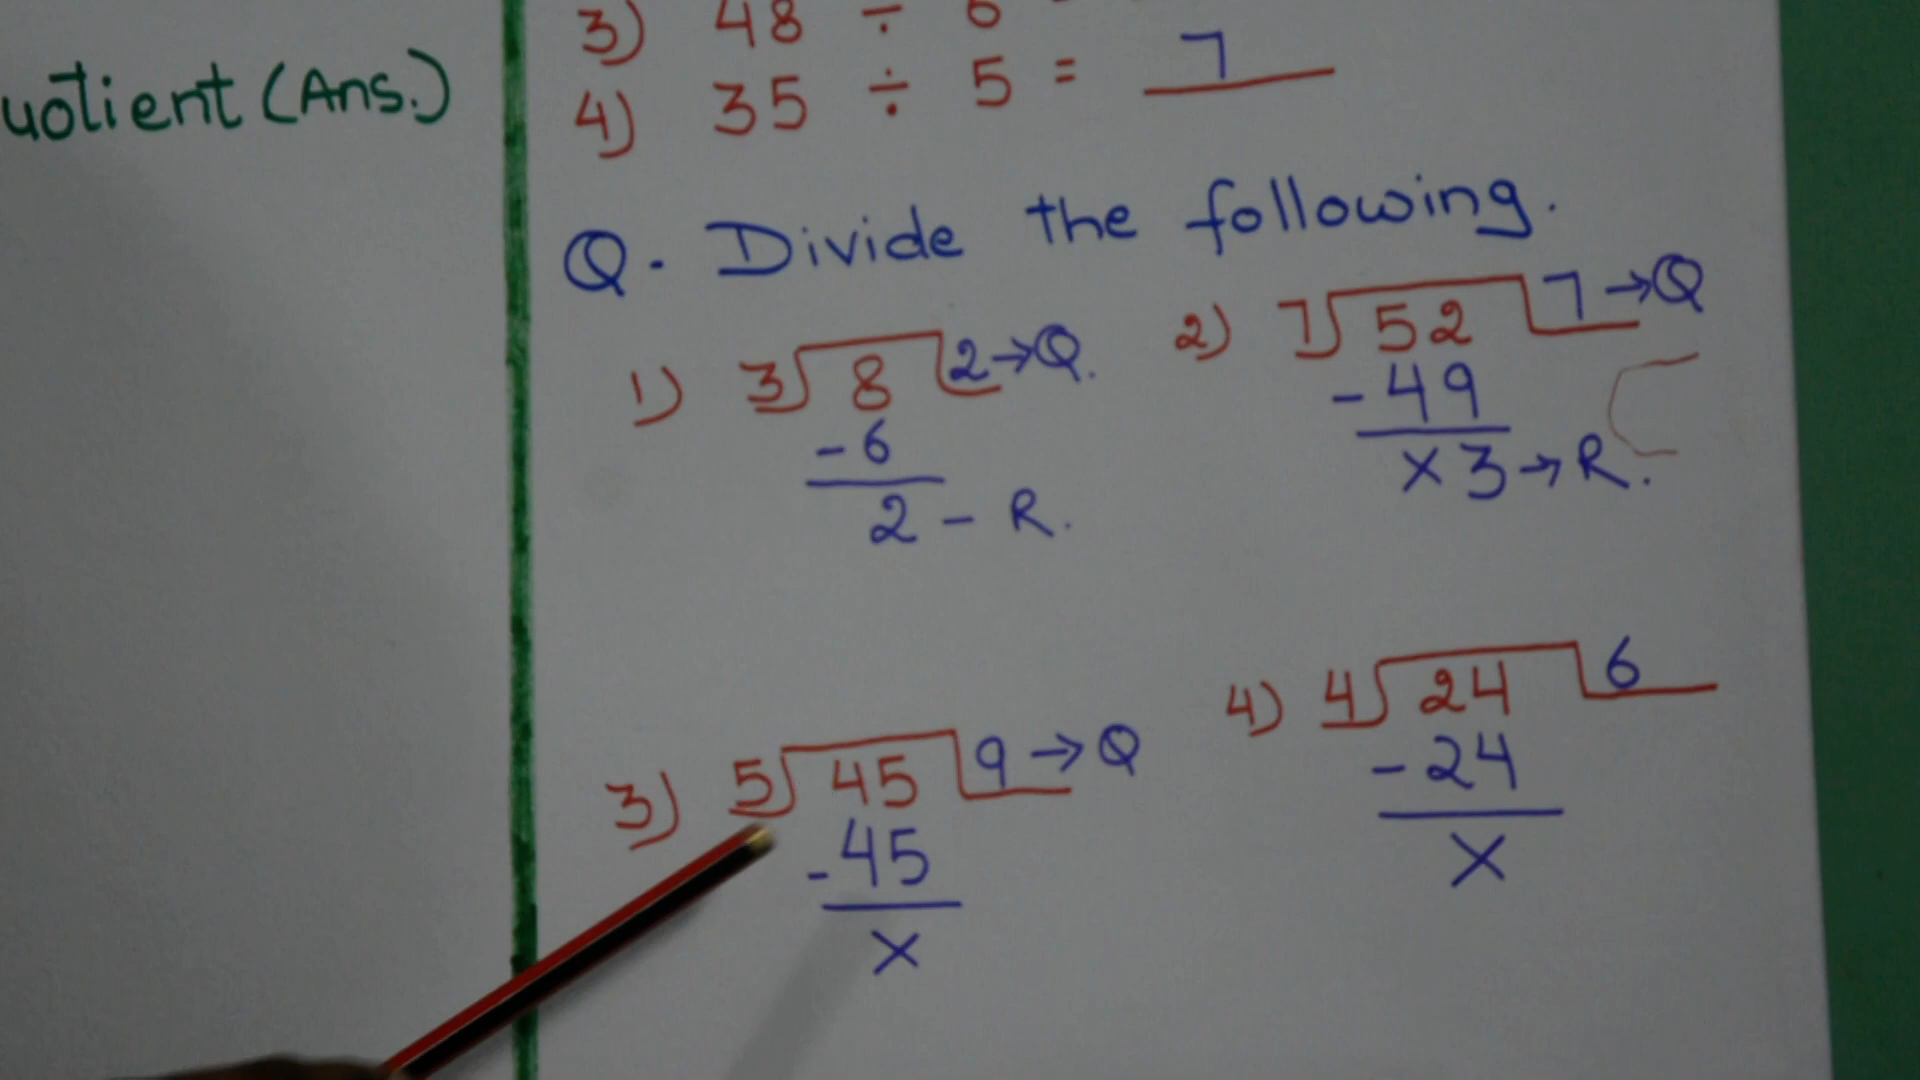 uotient (Ans.)
3) 48 ÷ 6
4) 35 ÷ 5 = 7
Q. Divide the following.
1) 3 8 2 → Q.
- 6
2 - R.
2) 7 52 7 → Q
- 49
x 3 → R.
3) 5 45 9 → Q
- 45
x
4) 4 24 6
- 24
x